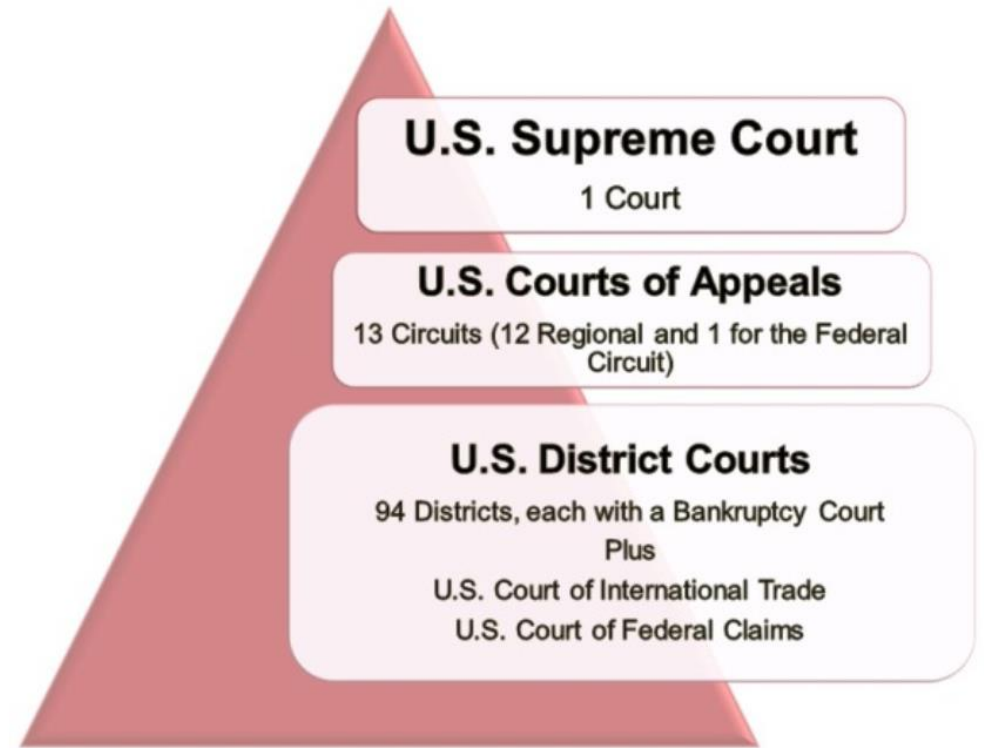 U.S. Supreme Court
1 Court
U.S. Courts of Appeals
13 Circuits (12 Regional and 1 for the Federal
Circuit)
U.S. District Courts
94 Districts, each with a Bankruptcy Court
Plus
U.S. Court of International Trade
U.S. Court of Federal Claims